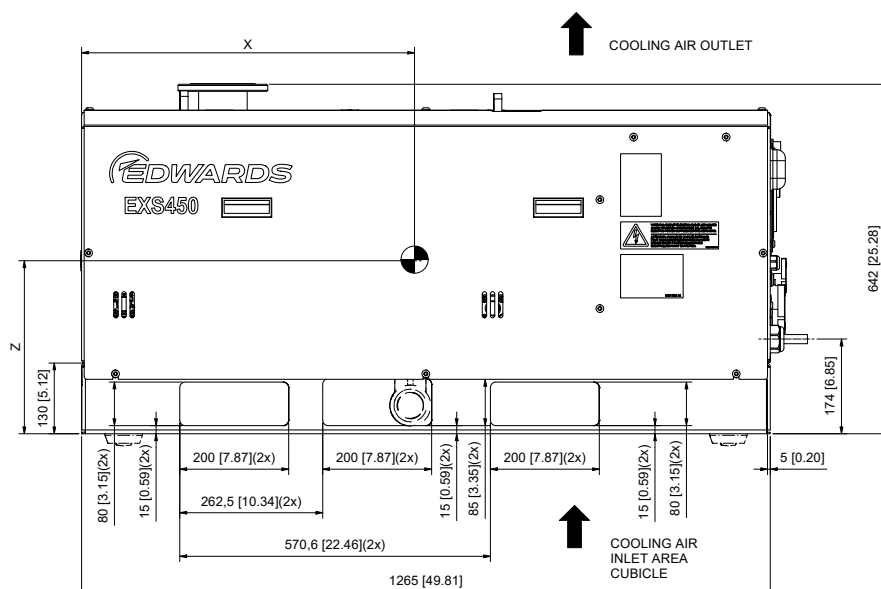 X
COOLING AIR OUTLET
EDWARDS
EXS450
642 [25.28]
Z
130 [5.12]
174 [6.85]
80 [3.15](2x)
15 [0.59](2x)
200 [7.87](2x)
200 [7.87](2x)
15 [0.59](2x)
85 [3.35](2x)
200 [7.87](2x)
15 [0.59](2x)
80 [3.15](2x)
5 [0.20]
262,5 [10.34](2x)
570,6 [22.46](2x)
COOLING AIR
INLET AREA
CUBICLE
1265 [49.81]